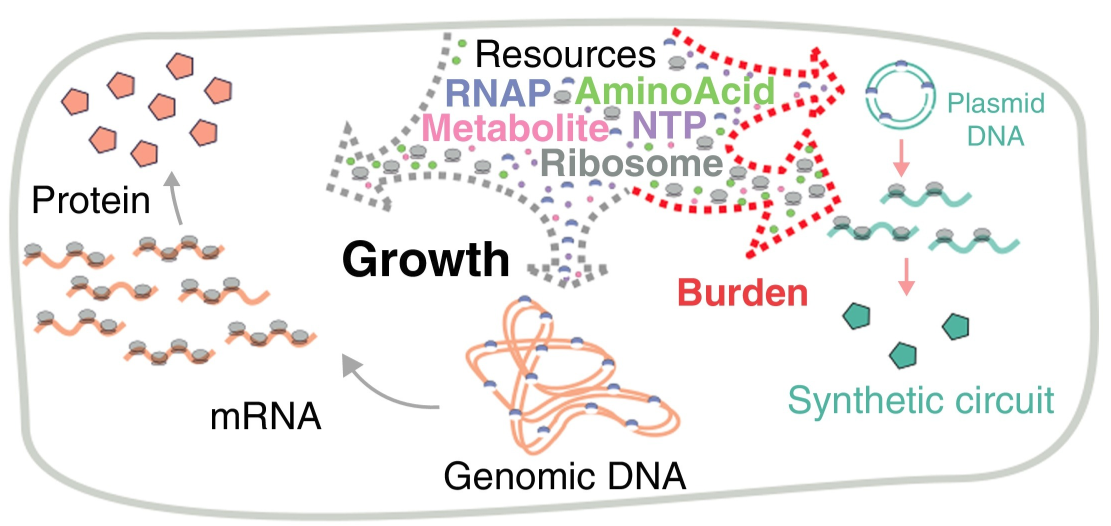 Resources
RNAP AminoAcid
Metabolite NTP
Ribosome
Plasmid
DNA
Protein
Growth
Burden
mRNA
Synthetic circuit
Genomic DNA